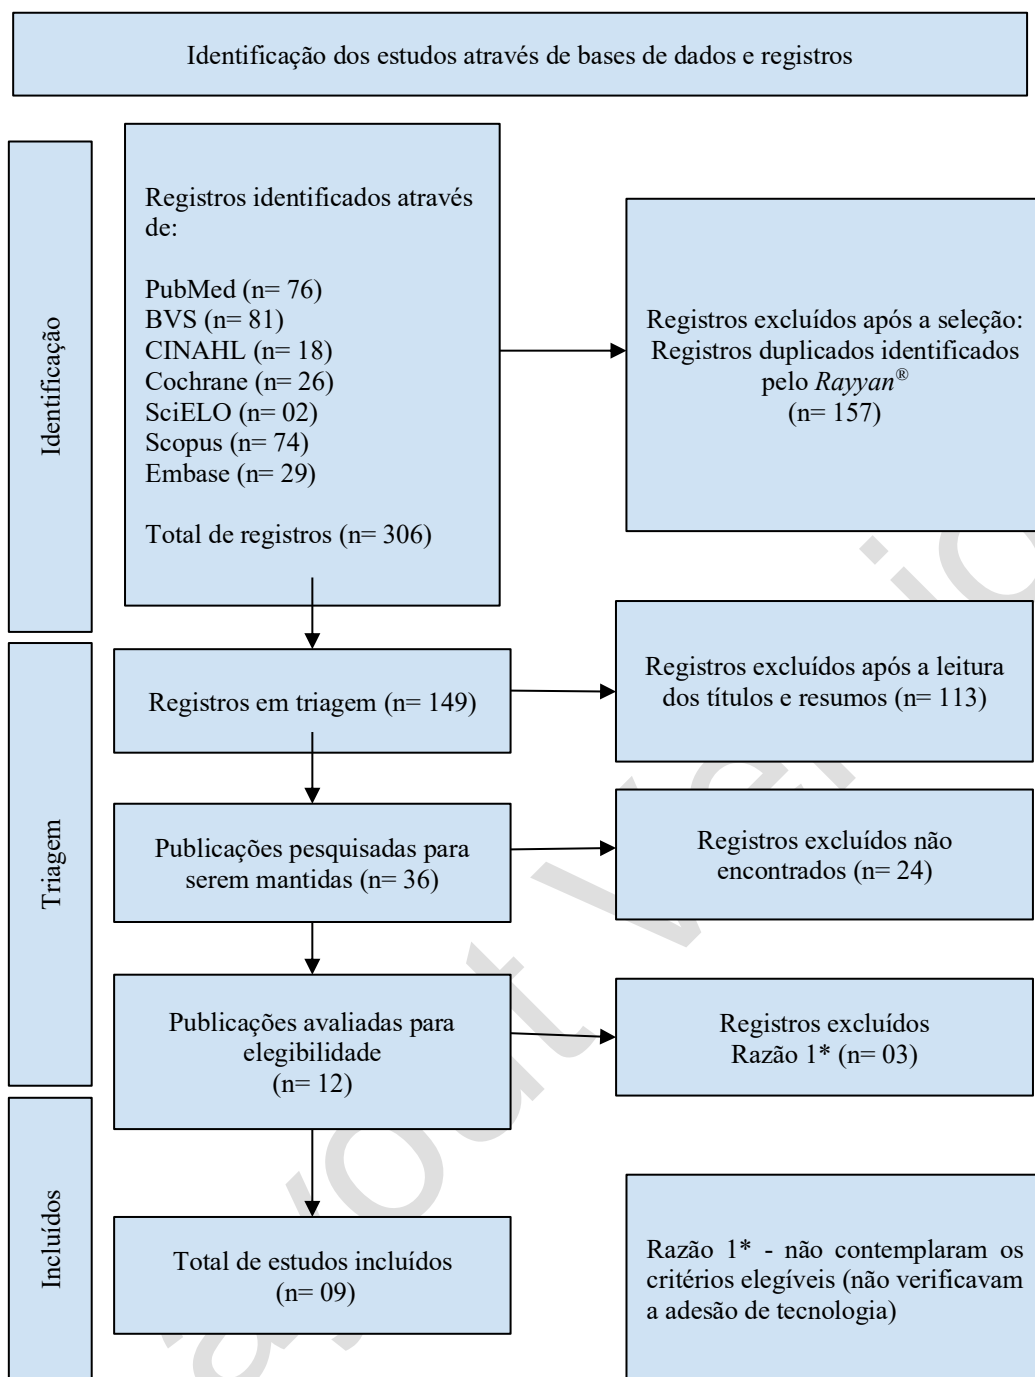 Identificação dos estudos através de bases de dados e registros
Identificação
Registros identificados através
de:
PubMed (n= 76)
BVS (n= 81)
CINAHL (n= 18)
Cochrane (n= 26)
SciELO (n= 02)
Scopus (n= 74)
Embase (n= 29)
Total de registros (n= 306)
Registros excluídos após a seleção:
Registros duplicados identificados
pelo Rayyan®
(n= 157)
Triagem
Registros em triagem (n= 149)
Registros excluídos após a leitura
dos títulos e resumos (n= 113)
Publicações pesquisadas para
serem mantidas (n= 36)
Registros excluídos não
encontrados (n= 24)
Publicações avaliadas para
elegibilidade
(n= 12)
Registros excluídos
Razão 1* (n= 03)
Incluídos
Total de estudos incluídos
(n= 09)
Razão 1* - não contemplaram os
critérios elegíveis (não verificavam
a adesão de tecnologia)